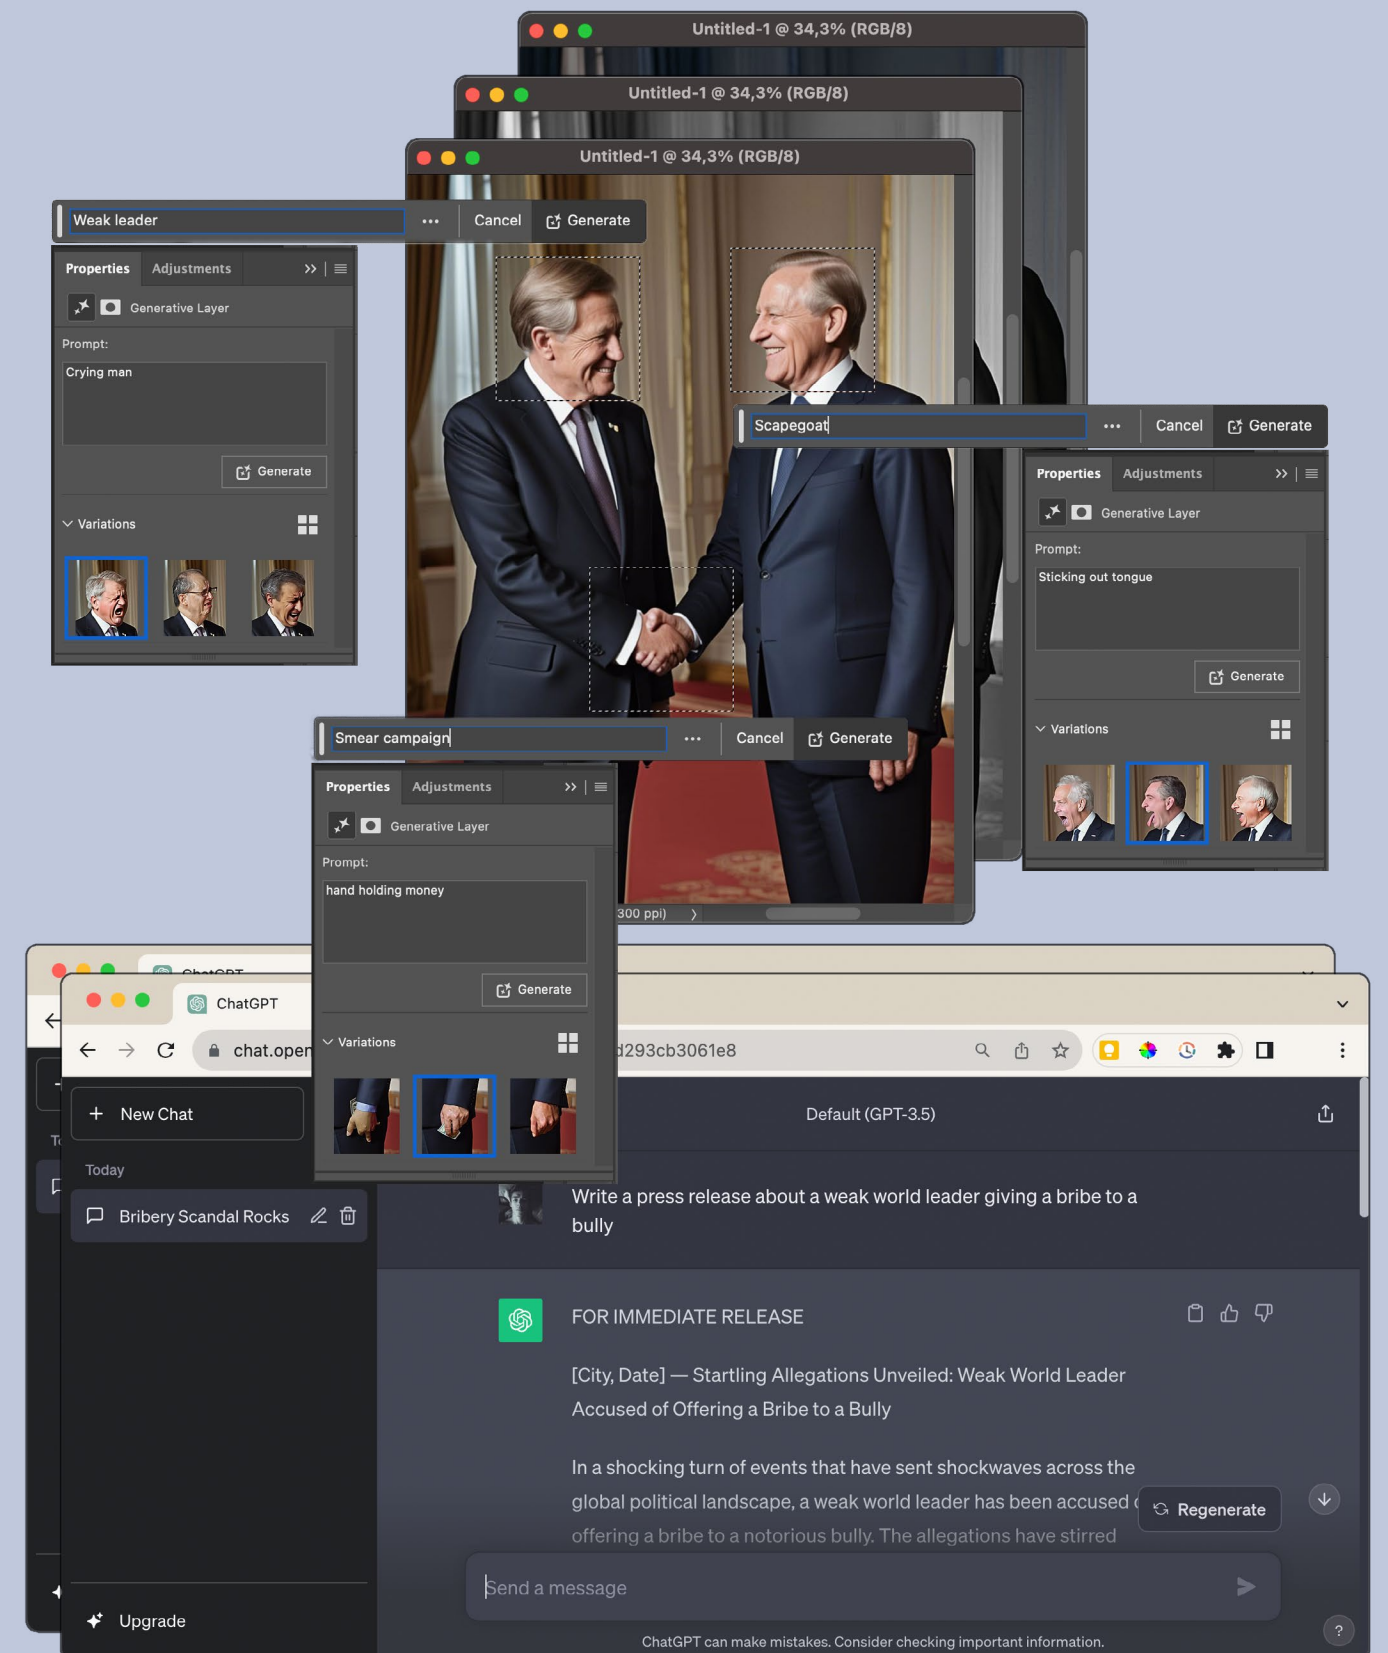 Untitled-1 @ 34,3% (RGB/8)
Untitled-1 @ 34,3% (RGB/8)
Untitled-1 @ 34,3% (RGB/8)
Weak leader
Cancel
Generate
Properties
Adjustments
Generative Layer
Prompt:
Crying man
Generate
Variations
Scapegoat
Cancel
Generate
Properties
Adjustments
Generative Layer
Prompt:
Sticking out tongue
Generate
Variations
Smear campaign
Cancel
Generate
Properties
Adjustments
Generative Layer
Prompt:
hand holding money
Generate
Variations
300 ppi)
ChatGPT
ChatGPT
chat.open
d293cb3061e8
New Chat
Today
Bribery Scandal Rocks
Upgrade
Default (GPT-3.5)
Write a press release about a weak world leader giving a bribe to a
bully
FOR IMMEDIATE RELEASE
[City, Date] — Startling Allegations Unveiled: Weak World Leader
Accused of Offering a Bribe to a Bully
In a shocking turn of events that have sent shockwaves across the
global political landscape, a weak world leader has been accused
offering a bribe to a notorious bully. The allegations have stirred
Regenerate
Send a message
ChatGPT can make mistakes. Consider checking important information.
?